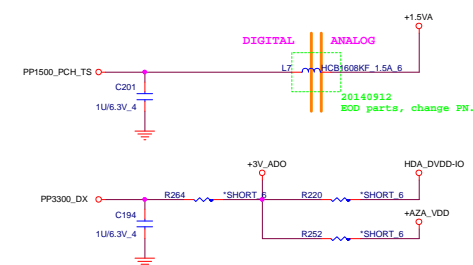 +1.5VA
DIGITAL ANALOG
L7 HCB1608KF_1.5A_6
PP1500_PCH_TS
C201
1U/6.3V_4
20140912
EOD parts, change PN.
+3V_ADO
HDA_DVDD-IO
R264 *SHORT_6
R220 *SHORT_6
PP3300_DX
C194
1U/6.3V_4
+AZA_VDD
R252 *SHORT_6